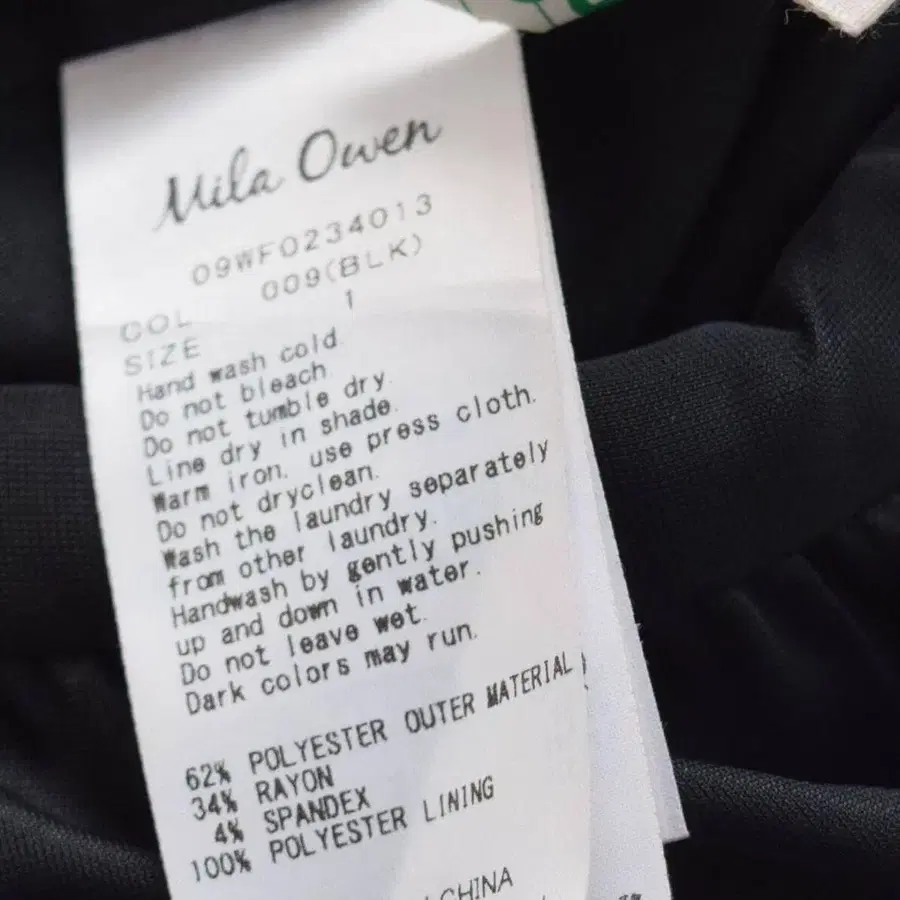 Mila Owen
09WF0234013
COL 009(BLK)
SIZE 1
Hand wash cold.
Do not bleach.
Do not tumble dry.
Line dry in shade.
Warm iron. use press cloth.
Do not dryclean.
Wash the laundry separately
from other laundry.
Handwash by gently pushing
up and down in water.
Do not leave wet.
Dark colors may run.
62% POLYESTER OUTER MATERIAL
34% RAYON
4% SPANDEX
100% POLYESTER LINING
CHINA